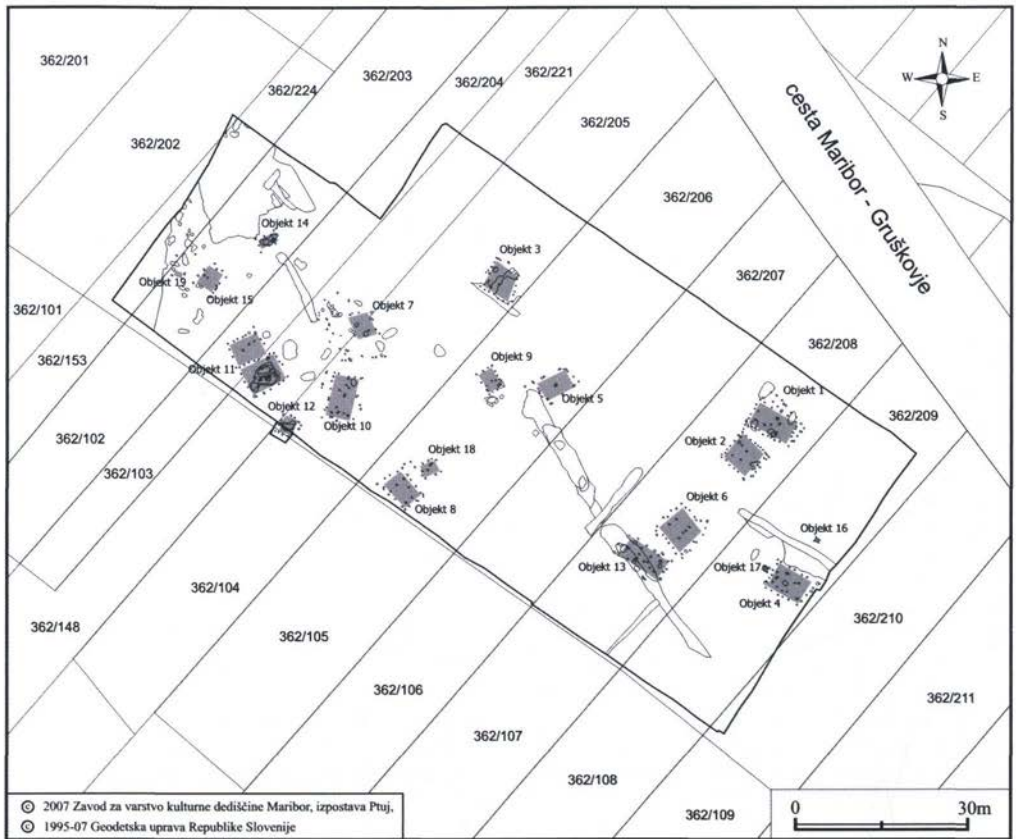 362/201
362/203
362/204
362/221
N
W
E
S
362/224
362/205
cesta Maribor - Gruškovje
362/202
362/206
Objekt 14
Objekt 3
362/207
Objekt 19
Objekt 15
Objekt 7
362/101
362/208
362/153
Objekt 11
Objekt 9
Objekt 5
Objekt 1
362/209
Objekt 12
Objekt 10
362/102
Objekt 2
362/103
Objekt 18
Objekt 8
Objekt 6
Objekt 16
Objekt 13
Objekt 17
362/104
Objekt 4
362/148
362/105
362/210
362/106
362/211
362/107
362/108
362/109
© 2007 Zavod za varstvo kulturne dediščine Maribor, izpostava Ptuj,
© 1995-07 Geodetska uprava Republike Slovenije
0 30m